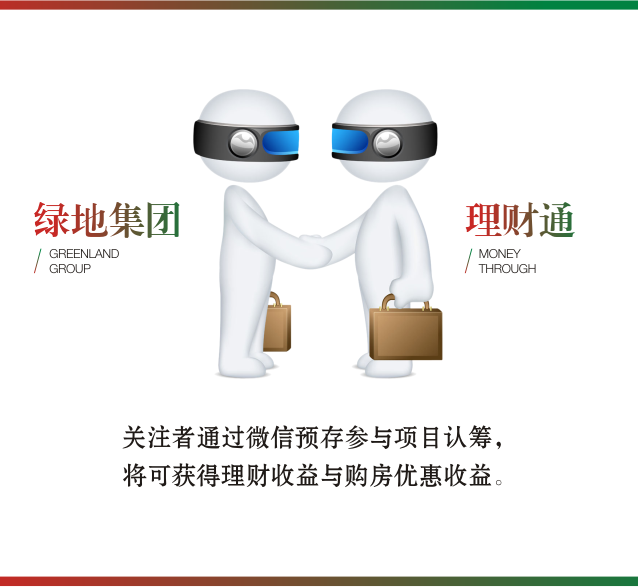 绿地集团
GREENLAND
GROUP
理财通
MONEY
THROUGH
关注者通过微信预存参与项目认筹，
将可获得理财收益与购房优惠收益。